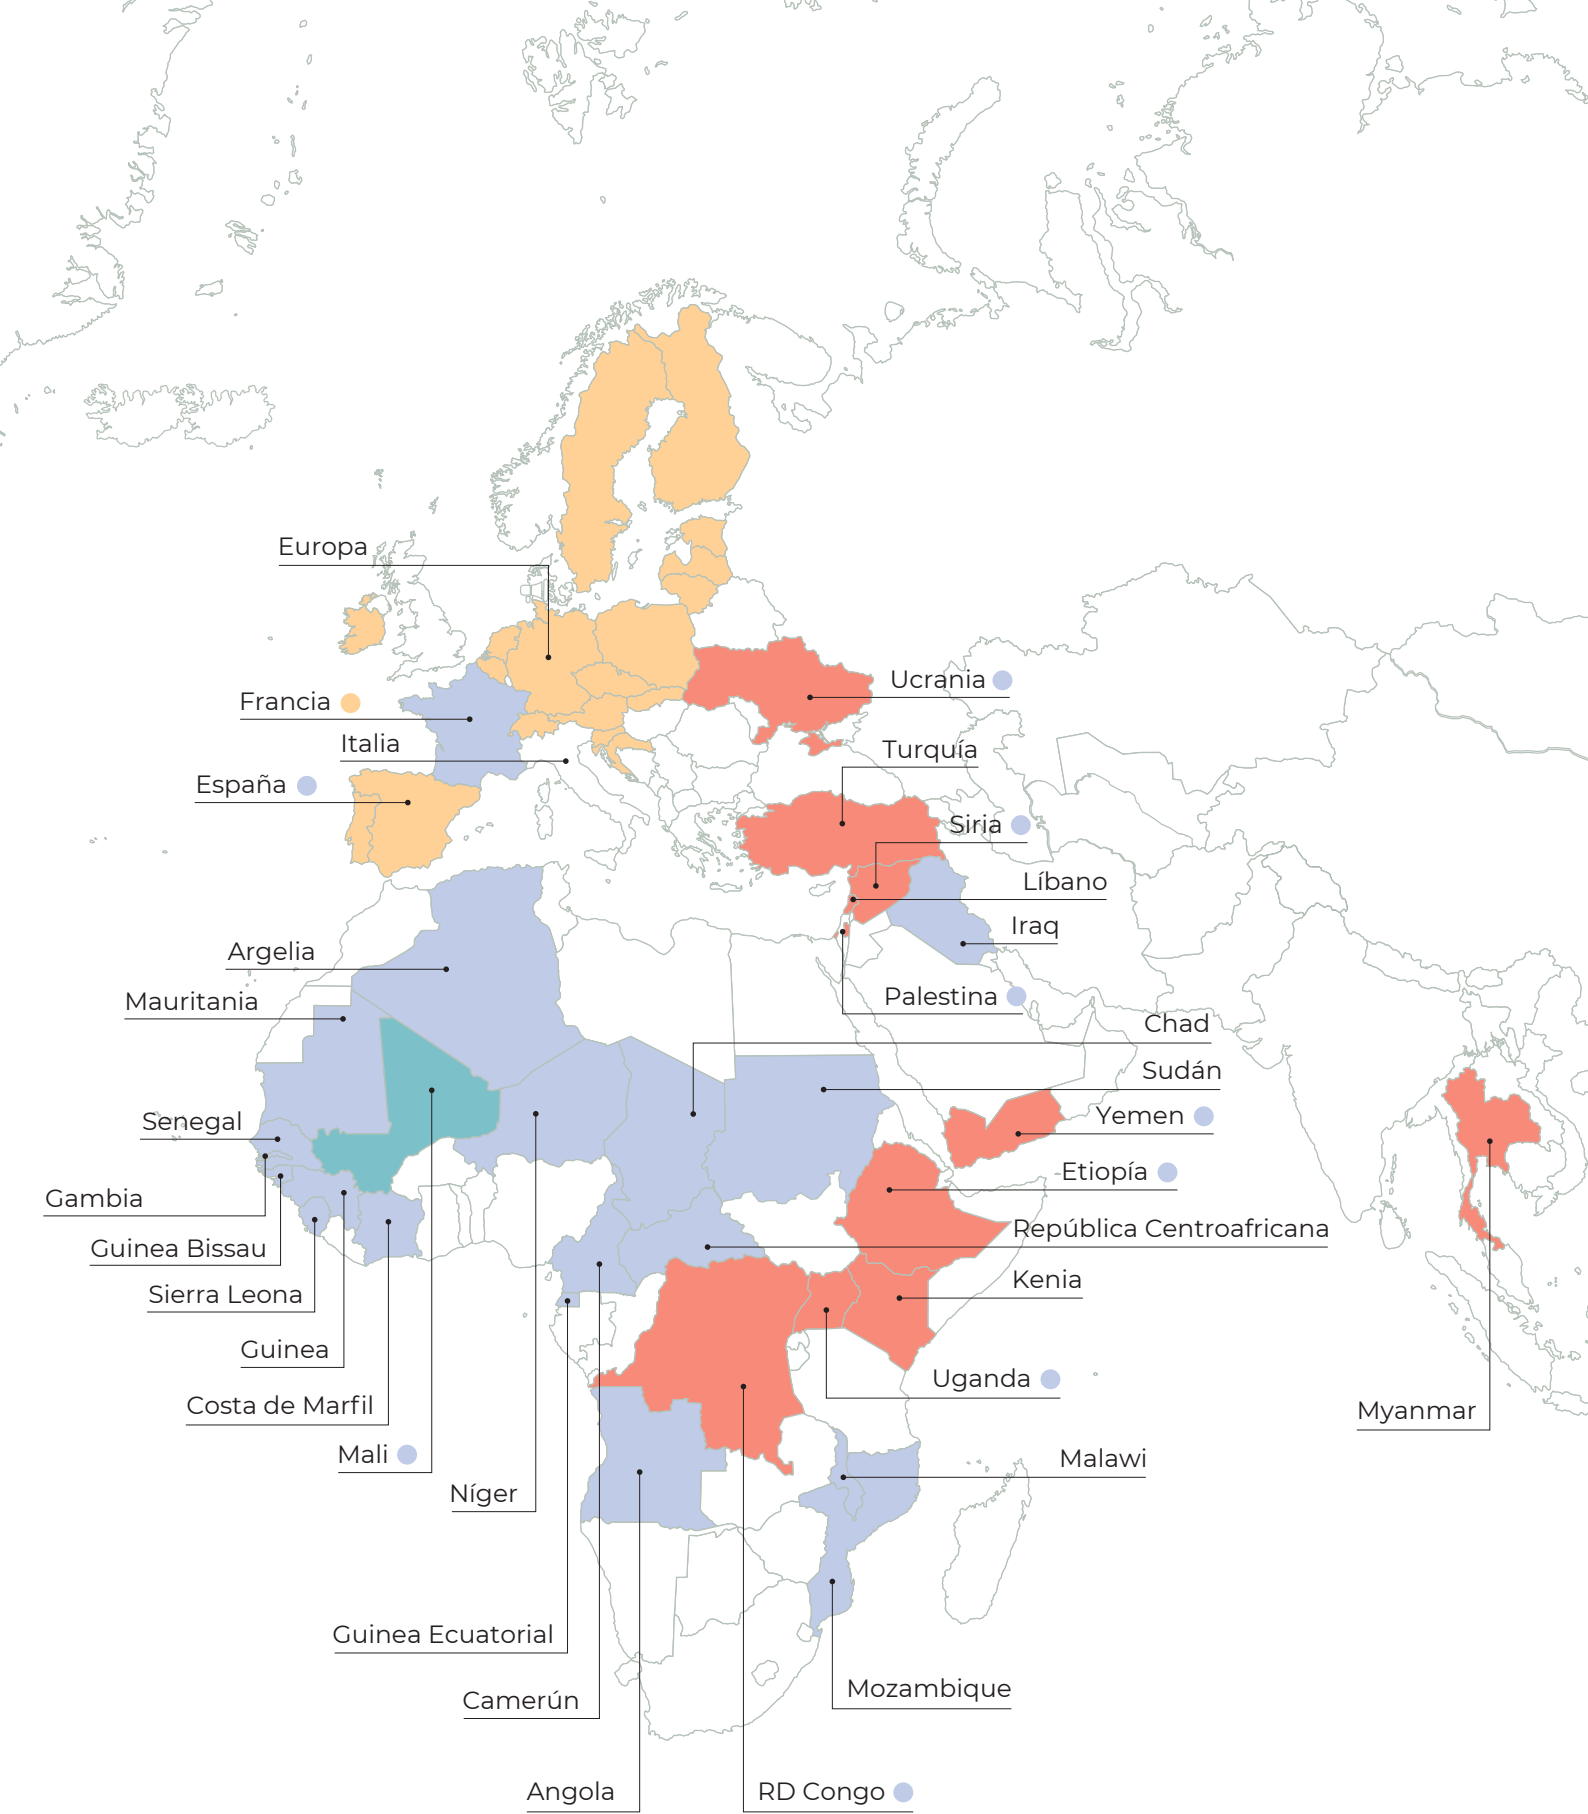 Europa
Ucrania
Francia
Italia
Turquía
España
Siria
Líbano
Iraq
Argelia
Palestina
Mauritania
Chad
Sudán
Yemen
Senegal
Etiopía
Gambia
República Centroafricana
Guinea Bissau
Kenia
Sierra Leona
Guinea
Uganda
Costa de Marfil
Myanmar
Mali
Malawi
Níger
Guinea Ecuatorial
Mozambique
Camerún
Angola
RD Congo